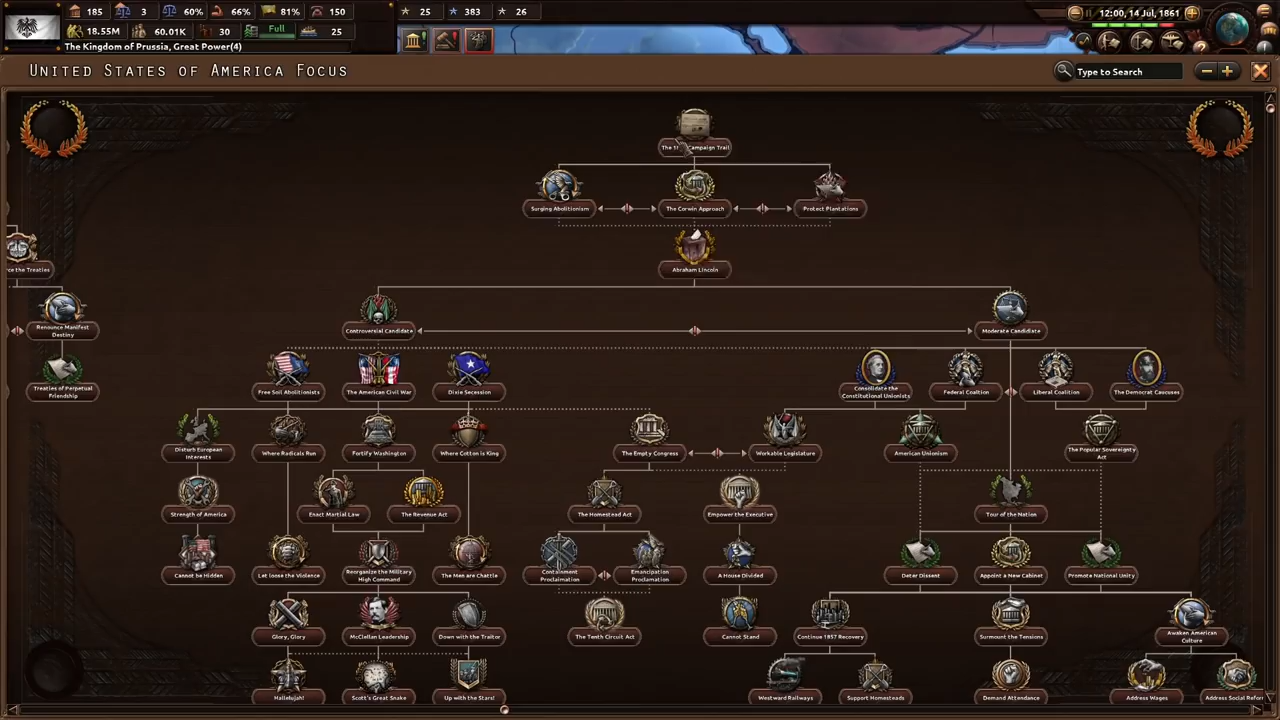 185
3
60%
66%
81%
150
25
383
26
12:00, 14 Jul, 1861
18.55M
60.01K
30
Full
25
The Kingdom of Prussia, Great Power(4)
United States of America Focus
Type to Search
Campaign Trail
Surging Abolitionism
The Corwin Approach
Protect Plantations
Abraham Lincoln
ce the Treaties
Renounce Manifest
Destiny
Controversial Candidate
Moderate Candidate
Treaties of Perpetual
Friendship
Free Soil Abolitionists
The American Civil War
Dixie Secession
Consolidate the
Constitutional Unionists
Federal Coalition
Liberal Coalition
The Democrat Caucuses
Disturb European
Interests
Where Radicals Run
Fortify Washington
Where Cotton is King
The Empty Congress
Workable Legislature
American Unionism
The Popular Sovereignty
Act
Strength of America
Enact Martial Law
The Revenue Act
The Homestead Act
Empower the Executive
Tour of the Nation
Cannot be Hidden
Let loose the Violence
Reorganize the Military
High Command
The Men are Chattle
Containment
Proclaimation
Emancipation
Proclamation
A House Divided
Deter Dissent
Appoint a New Cabinet
Promote National Unity
Glory, Glory
McClellan Leadership
Down with the Traitor
The Tenth Circuit Act
Cannot Stand
Continue 1857 Recovery
Surmount the Tensions
Awaken American
Culture
Hallelujah!
Scott's Great Snake
Up with the Stars!
Westward Railways
Support Homesteads
Demand Attendance
Address Wages
Address Social Refor